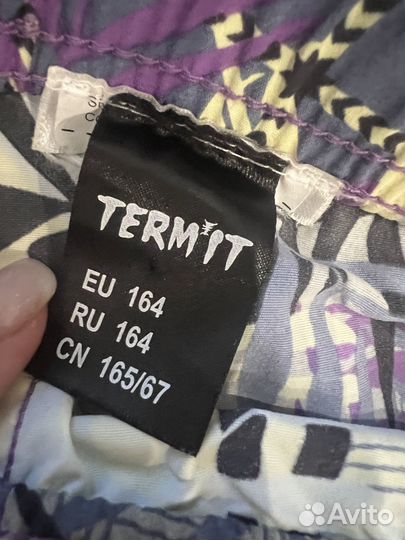 TERMIT
EU 164
RU 164
CN 165/67
Avito